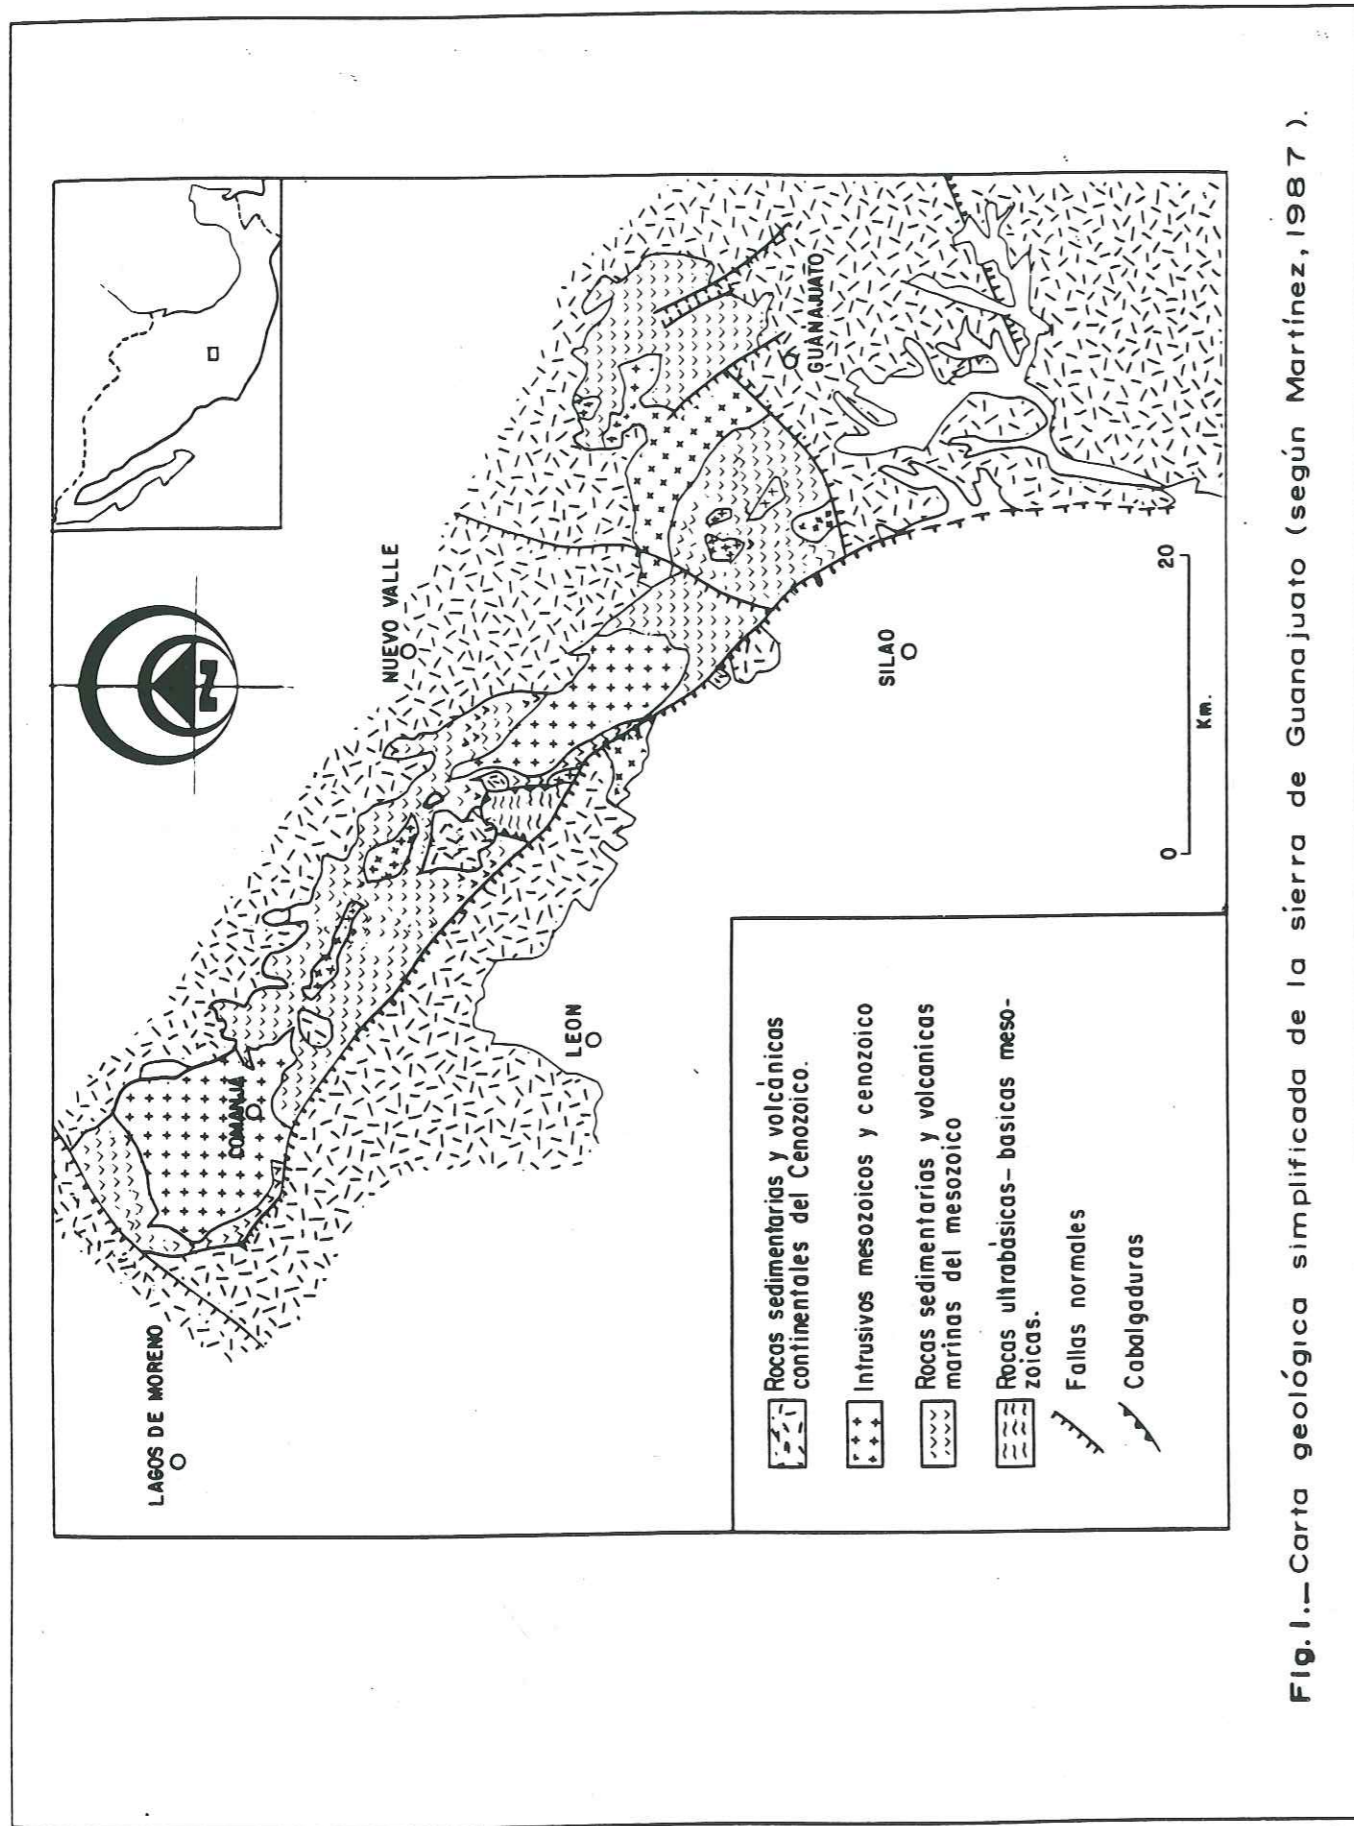 LAGOS DE MORENO
COMANJA
NUEVO VALLE
LEON
SILAO
GUANAJUATO
N
0 20
Km.
Rocas sedimentarias y volcánicas
continentales del Cenozoico.
Intrusivos mesozoicos y cenozoico
Rocas sedimentarias y volcanicas
marinas del mesozoico
Rocas ultrabásicas-basicas meso-
zoicas.
Fallas normales
Cabalgaduras
Fig. 1._Carta geológica simplificada de la sierra de Guanajuato (según Martínez, 1987 ).